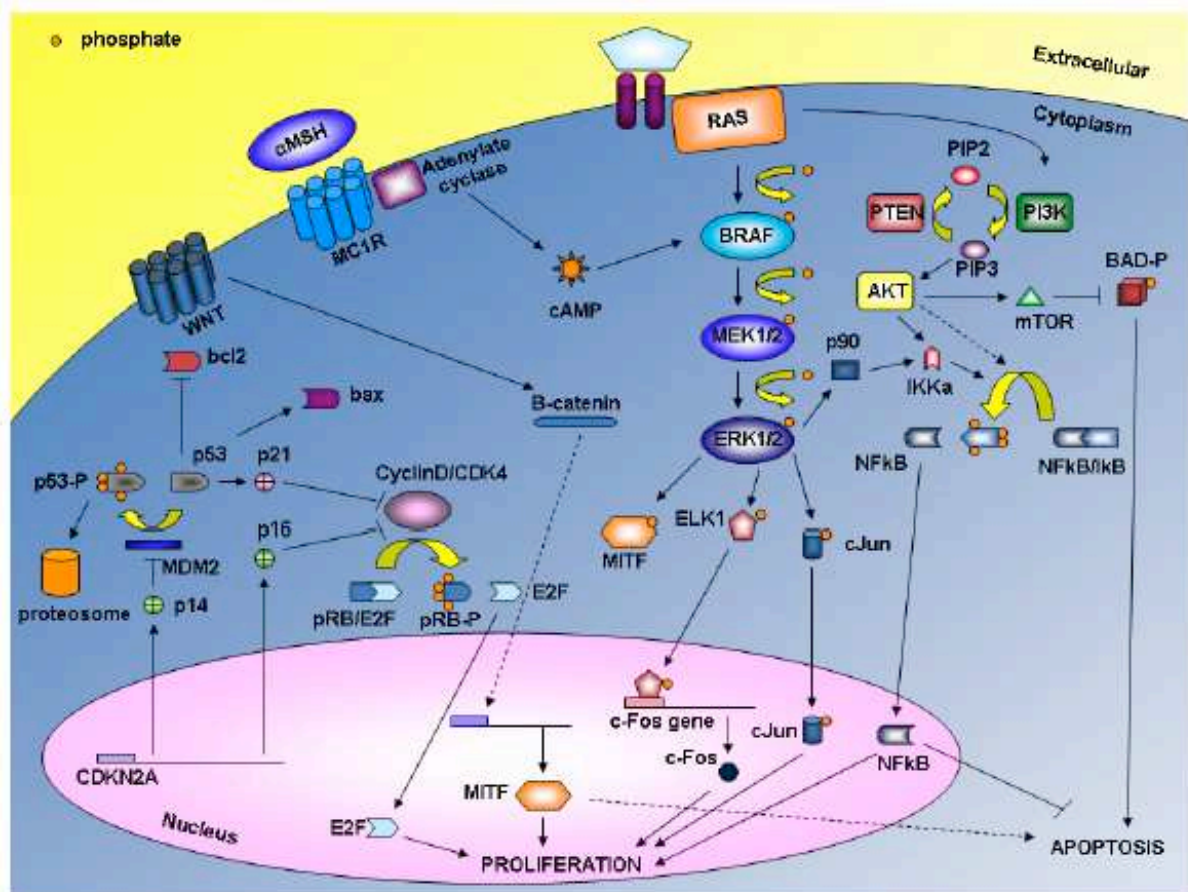 phosphate
Extracellular
Cytoplasm
RAS
αMSH
Adenylate
cyclase
MC1R
PIP2
PTEN
PI3K
PIP3
BRAF
BAD-P
AKT
mTOR
cAMP
WNT
MEK1/2
p90
IKKa
bcl2
bax
B-catenin
ERK1/2
NFkB
NFkB/IkB
p53-P
p53
p21
CyclinD/CDK4
ELK1
MITF
cJun
p16
MDM2
proteosome
p14
pRB/E2F
pRB-P
E2F
c-Fos gene
cJun
c-Fos
NFkB
CDKN2A
MITF
Nucleus
E2F
PROLIFERATION
APOPTOSIS